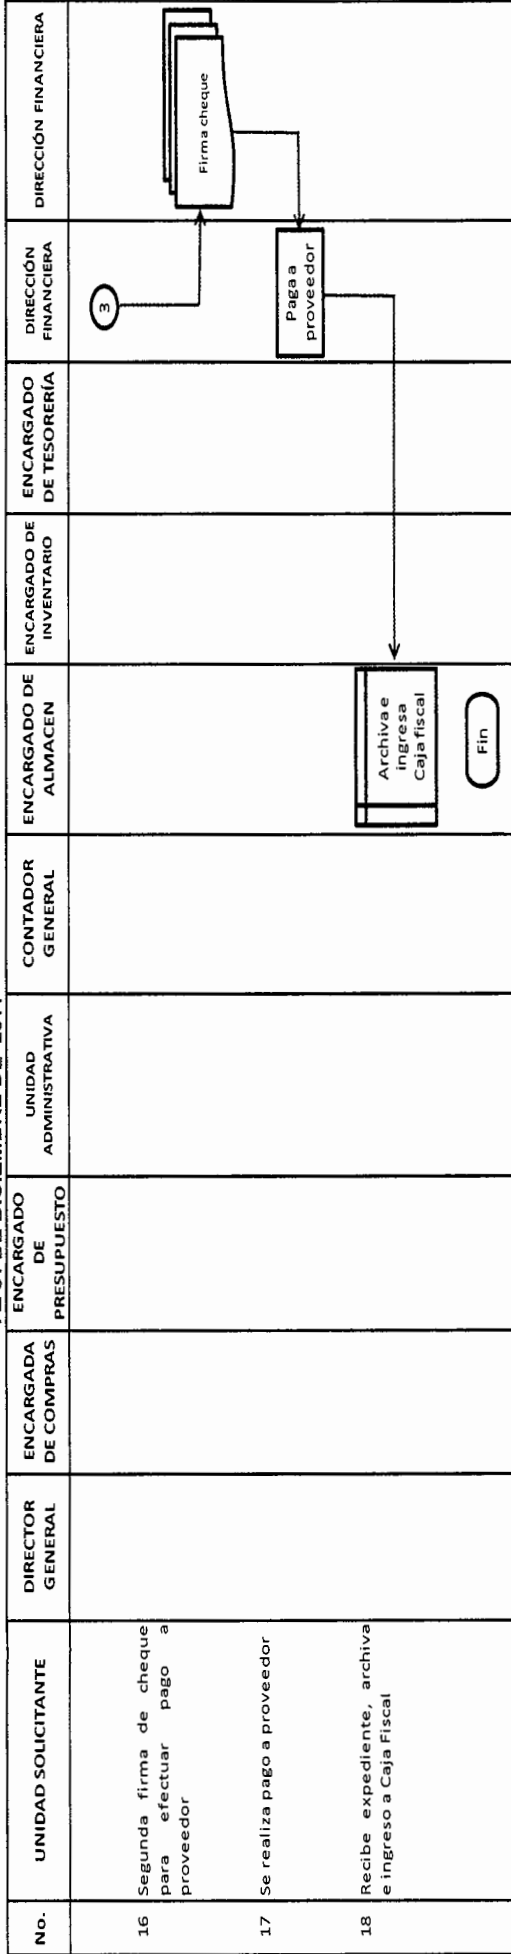 No.
UNIDAD SOLICITANTE
DIRECTOR
GENERAL
ENCARGADA
DE COMPRAS
ENCARGADO
DE
PRESUPUESTO
UNIDAD
ADMINISTRATIVA
CONTADOR
GENERAL
ENCARGADO DE
ALMACEN
ENCARGADO DE
INVENTARIO
ENCARGADO
DE TESORERÍA
DIRECCIÓN
FINANCIERA
DIRECCIÓN FINANCIERA
3
16
Segunda firma de cheque
para efectuar pago a
proveedor
Firma cheque
17
Se realiza pago a proveedor
Paga a
proveedor
18
Recibe expediente, archiva
e ingreso a Caja Fiscal
Archiva e
ingresa
Caja fiscal
Fin